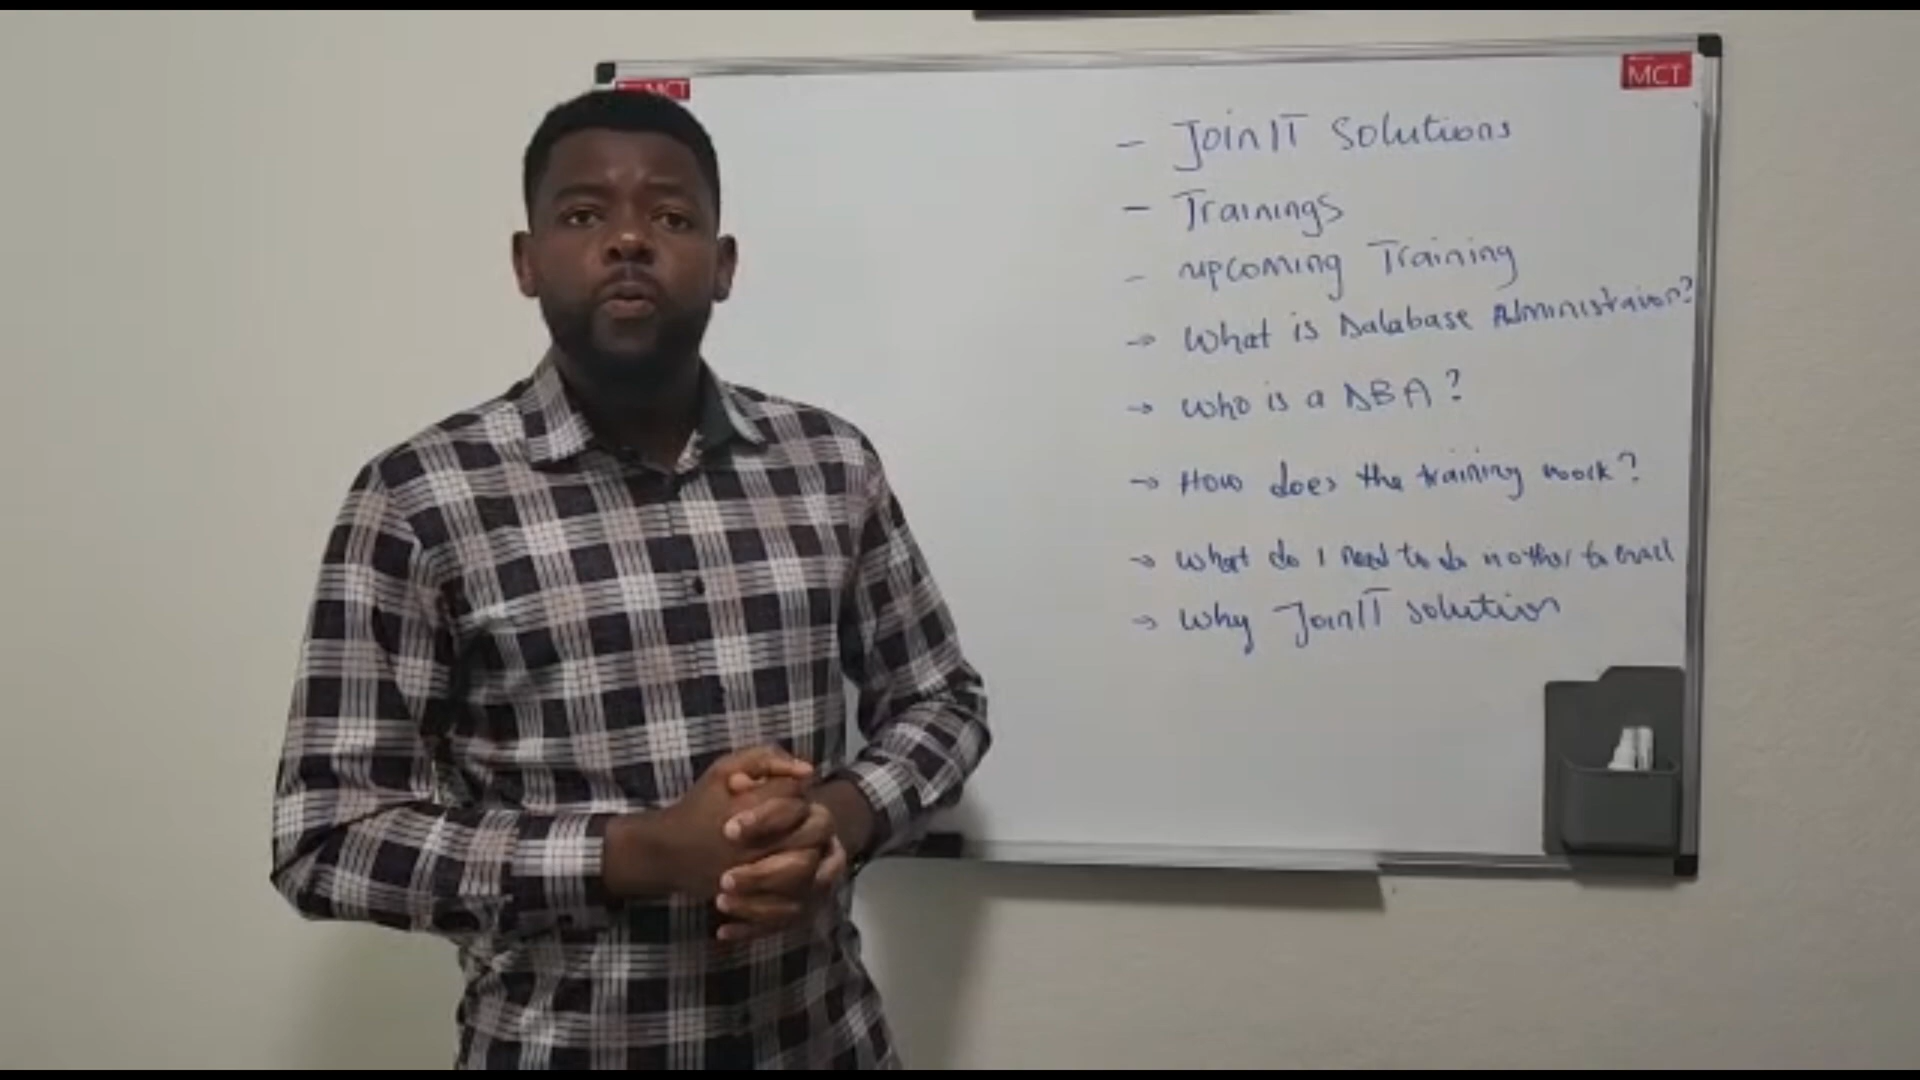 MCT
MCT
- JoinIT Solutions
- Trainings
- upcoming Training
→ What is Database Administration?
→ Who is a DBA?
→ How does the training work?
→ What do I need to do in other to enroll
→ Why JoinIT solution